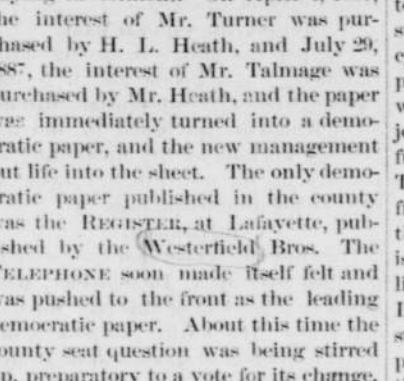 he interest of Mr. Turner was pur-
hased by H. L. Heath, and July 29,
887, the interest of Mr. Talmage was
urchased by Mr. Heath, and the paper
as immediately turned into a demo-
ratic paper, and the new management
ut life into the sheet. The only demo-
ratic paper published in the county
as the REGISTER, at Lafayette, pub-
ished by the Westerfield Bros. The
ELEPHONE soon made itself felt and
as pushed to the front as the leading
emocratic paper. About this time the
ounty seat question was being stirred
p, preparatory to a vote for its change.